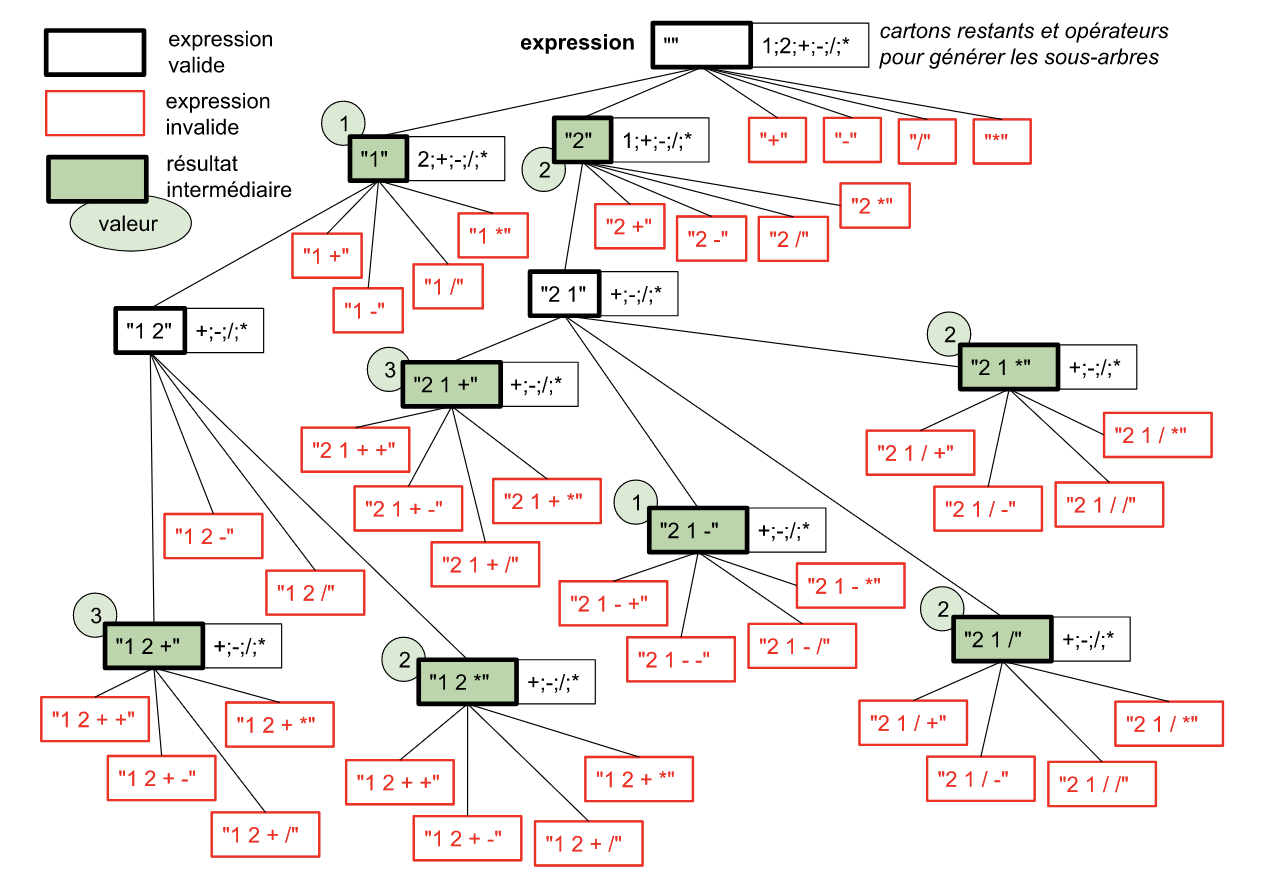 expression
valide
expression
invalide
résultat
intermédiaire
valeur
expression
""
1;2;+;-;/;*
cartons restants et opérateurs
pour générer les sous-arbres
1
"1"
2;+;-;/;*
2
"2"
1;+;-;/;*
"+"
"-"
"/"
"*"
"1 +"
"1 -"
"1 /"
"1 *"
"2 +"
"2 -"
"2 /"
"2 *"
"1 2"
+;-;/;*
"2 1"
+;-;/;*
3
"2 1 +"
+;-;/;*
"2 1 + +"
"2 1 + -"
"2 1 + /"
"2 1 + *"
2
"2 1 *"
+;-;/;*
"2 1 / +"
"2 1 / -"
"2 1 / /"
"2 1 / *"
1
"2 1 -"
+;-;/;*
"2 1 - +"
"2 1 - -"
"2 1 - /"
"2 1 - *"
"1 2 -"
"1 2 /"
3
"1 2 +"
+;-;/;*
"1 2 + +"
"1 2 + -"
"1 2 + /"
"1 2 + *"
2
"1 2 *"
+;-;/;*
"1 2 + +"
"1 2 + -"
"1 2 + /"
"1 2 + *"
2
"2 1 /"
+;-;/;*
"2 1 / +"
"2 1 / -"
"2 1 / /"
"2 1 / *"